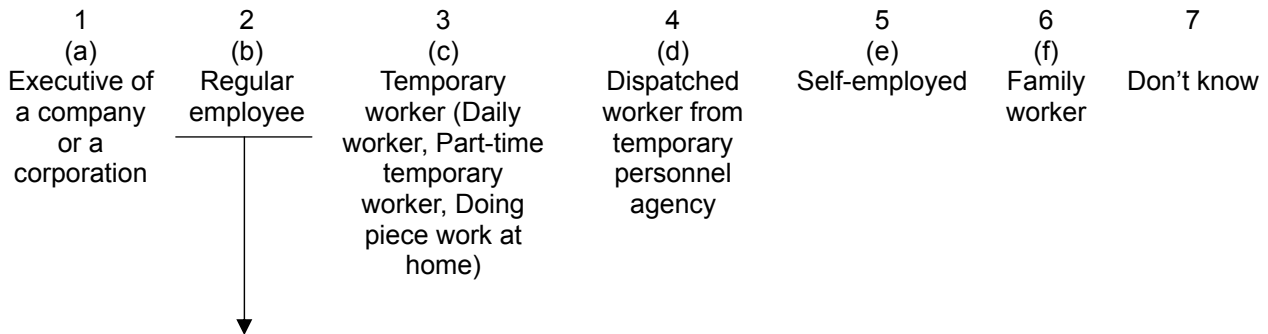 1 2 3 4 5 6 7
(a) (b) (c) (d) (e) (f)
Executive of a company or a corporation
Regular employee
Temporary worker (Daily worker, Part-time temporary worker, Doing piece work at home)
Dispatched worker from temporary personnel agency
Self-employed
Family worker
Don’t know